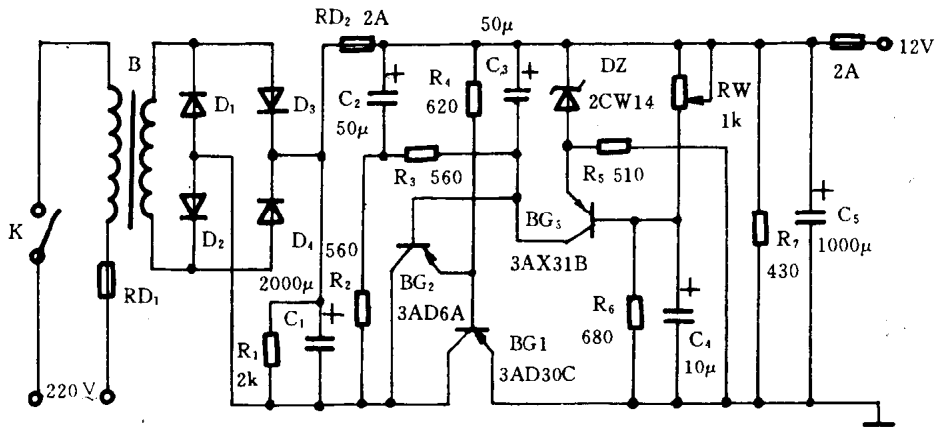 RD₂ 2A
50μ
12V
B
D₁
D₃
C₂
50μ
R₄
620
C₃
DZ
2CW14
RW
1k
2A
R₃ 560
R₅ 510
K
D₂
D₄
560
2000μ
R₂
BG₂
3AD6A
BG₃
3AX31B
R₇
430
C₅
1000μ
RD₁
R₁
2k
C₁
BG1
3AD30C
R₆
680
C₄
10μ
220V